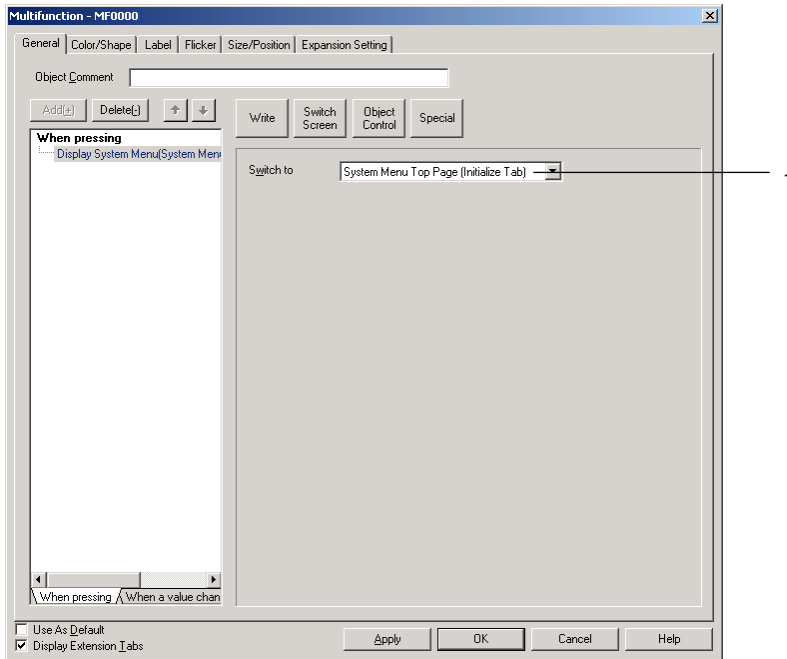 Multifunction - MF0000
General Color/Shape Label Flicker Size/Position Expansion Setting
Object Comment
Add(+) Delete(-)
Write Switch Screen Object Control Special
When pressing
Display System Menu(System Men
Switch to System Menu Top Page (Initialize Tab)
When pressing When a value chan
Use As Default
Display Extension Tabs
Apply OK Cancel Help